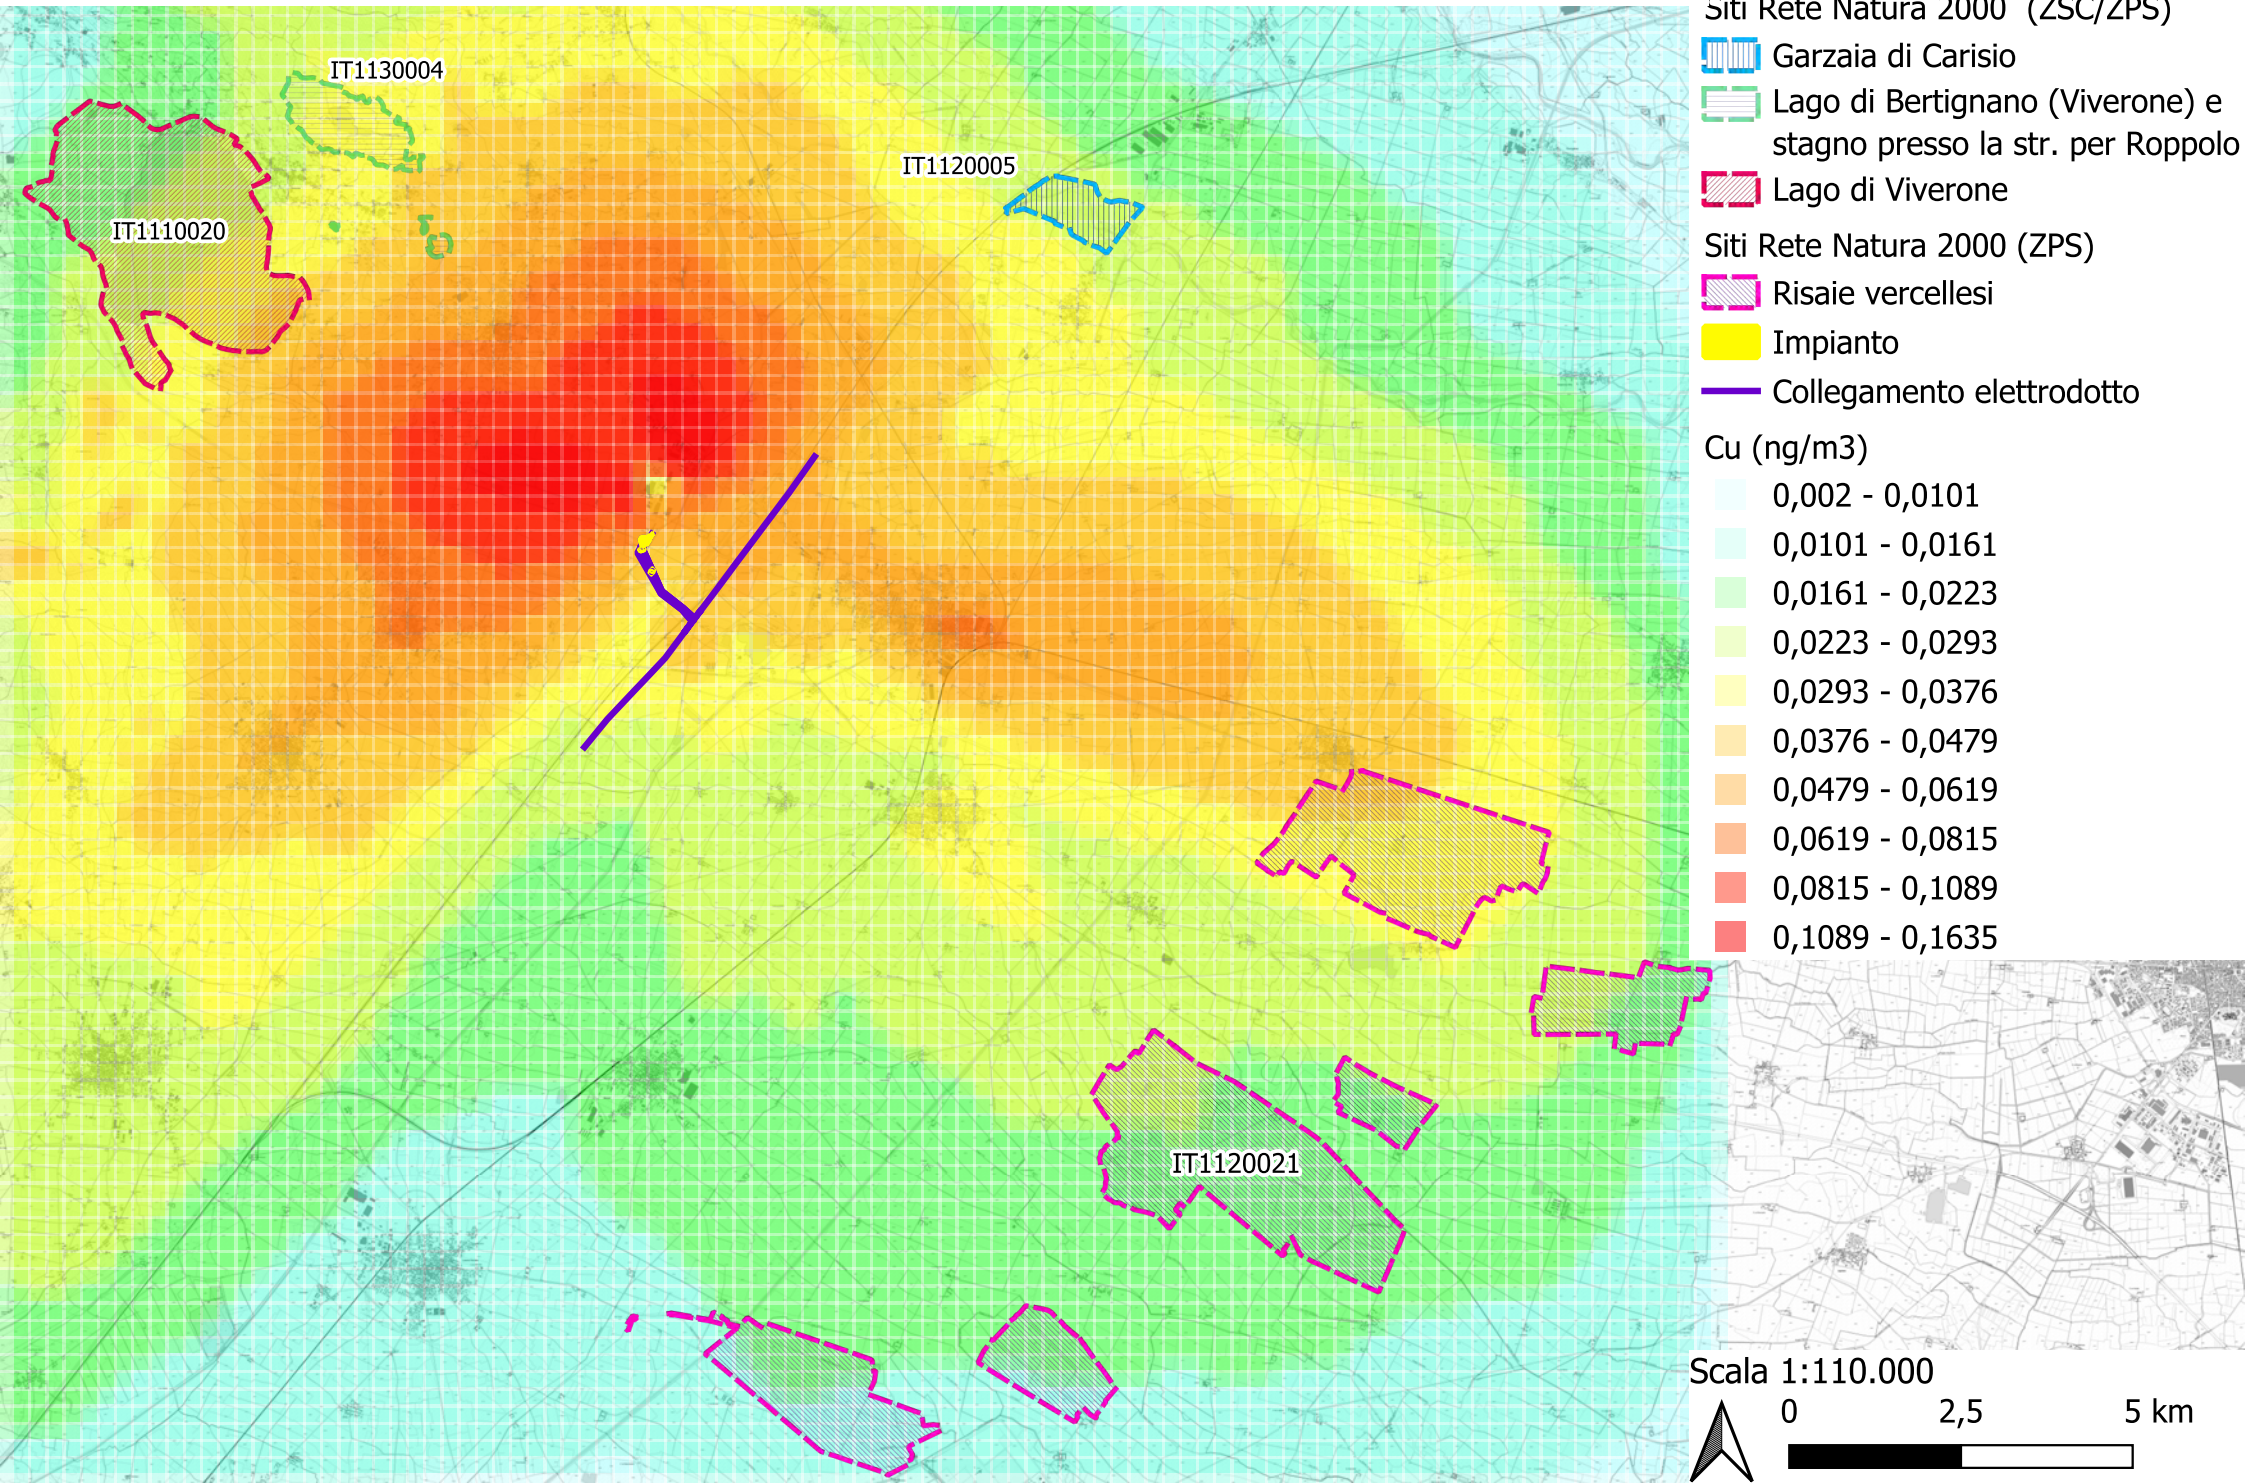 Siti Rete Natura 2000 (ZSC/ZPS)
Garzaia di Carisio
Lago di Bertignano (Viverone) e
stagno presso la str. per Roppolo
Lago di Viverone
Siti Rete Natura 2000 (ZPS)
Risaie vercellesi
Impianto
Collegamento elettrodotto
Cu (ng/m3)
0,002 - 0,0101
0,0101 - 0,0161
0,0161 - 0,0223
0,0223 - 0,0293
0,0293 - 0,0376
0,0376 - 0,0479
0,0479 - 0,0619
0,0619 - 0,0815
0,0815 - 0,1089
0,1089 - 0,1635
IT1130004
IT1120005
IT1110020
IT1120021
Scala 1:110.000
0 2,5 5 km